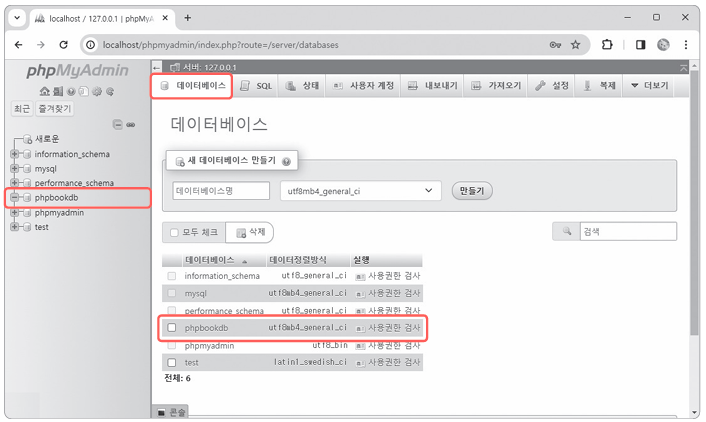 localhost / 127.0.0.1 | phpMy
localhost/phpmyadmin/index.php?route=/server/databases
phpMyAdmin
최근 즐겨찾기
새로운
information_schema
mysql
performance_schema
phpbookdb
phpmyadmin
test
서버: 127.0.0.1
데이터베이스 SQL 상태 사용자 계정 내보내기 가져오기 설정 복제 더보기
데이터베이스
새 데이터베이스 만들기
데이터베이스명 utf8mb4_general_ci 만들기
모두 체크 삭제 검색
데이터베이스 데이터정렬방식 실행
information_schema utf8_general_ci 사용권한 검사
mysql utf8mb4_general_ci 사용권한 검사
performance_schema utf8_general_ci 사용권한 검사
phpbookdb utf8mb4_general_ci 사용권한 검사
phpmyadmin utf8_bin 사용권한 검사
test latin1_swedish_ci 사용권한 검사
전체: 6
콘솔